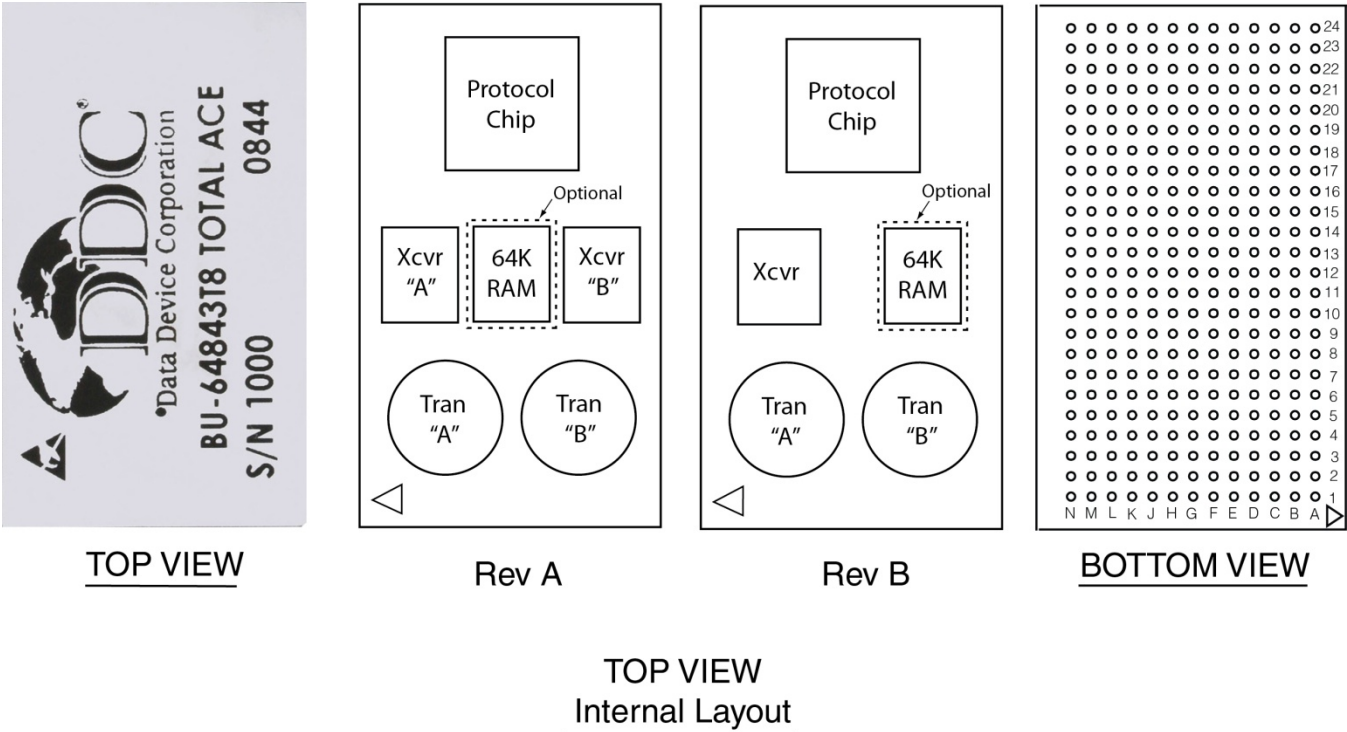 DDC®
Data Device Corporation
BU-64843T8 TOTAL ACE
S/N 1000 0844
TOP VIEW
Protocol
Chip
Optional
Xcvr
“A”
64K
RAM
Xcvr
“B”
Tran
“A”
Tran
“B”
Rev A
Protocol
Chip
Optional
Xcvr
64K
RAM
Tran
“A”
Tran
“B”
Rev B
24
23
22
21
20
19
18
17
16
15
14
13
12
11
10
9
8
7
6
5
4
3
2
1
N M L K J H G F E D C B A
BOTTOM VIEW
TOP VIEW
Internal Layout